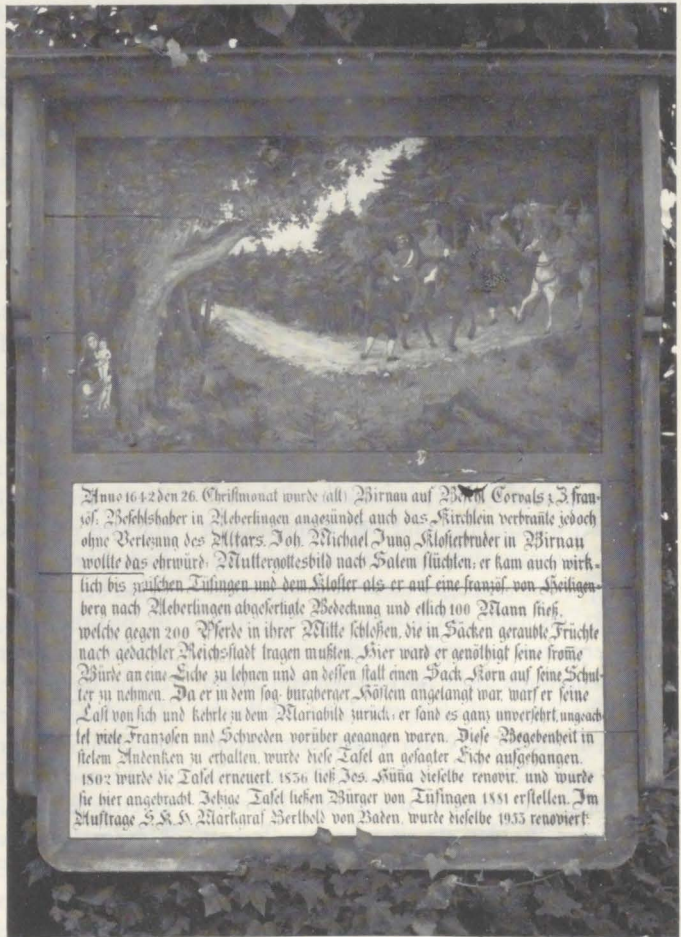 Anno 1642 den 26. Christmonat wurde (alt) Birnau auf Befehl Corvals z. Z. fran-
zös. Befehlshaber in Ueberlingen angezündet auch das Kirchlein verbrañte jedoch
ohne Verlezung des Altars. Joh. Michael Jung Klosterbruder in Birnau
wollte das ehrwürd. Muttergottesbild nach Salem flüchten; er kam auch wirk-
lich bis zwischen Tüfingen und dem Kloster als er auf eine französ. von Heiligen-
berg nach Ueberlingen abgefertigte Bedeckung und etlich 100 Mann stieß,
welche gegen 200 Pferde in ihrer Mitte schloßen, die in Säcken geraubte Früchte
nach gedachter Reichsstadt tragen mußten. Hier ward er genöthigt seine from̃e
Bürde an eine Eiche zu lehnen und an dessen statt einen Sack Korn auf seine Schul-
ter zu nehmen. Da er in dem sog. burgberger Höflein angelangt war, warf er seine
Last von sich und kehrte zu dem Mariabild zurück; er fand es ganz unversehrt, ungeach-
tet viele Franzosen und Schweden vorüber gegangen waren. Diese Begebenheit in
stetem Andenken zu erhalten, wurde diese Tafel an gesagter Eiche aufgehangen.
1802 wurde die Tafel erneuert. 1836 ließ Jos. Hüña dieselbe renovir. und wurde
sie hier angebracht. Jetzige Tafel ließen Bürger von Tüfingen 1881 erstellen. Im
Auftrage S. K. H. Markgraf Berthold von Baden, wurde dieselbe 1953 renoviert.